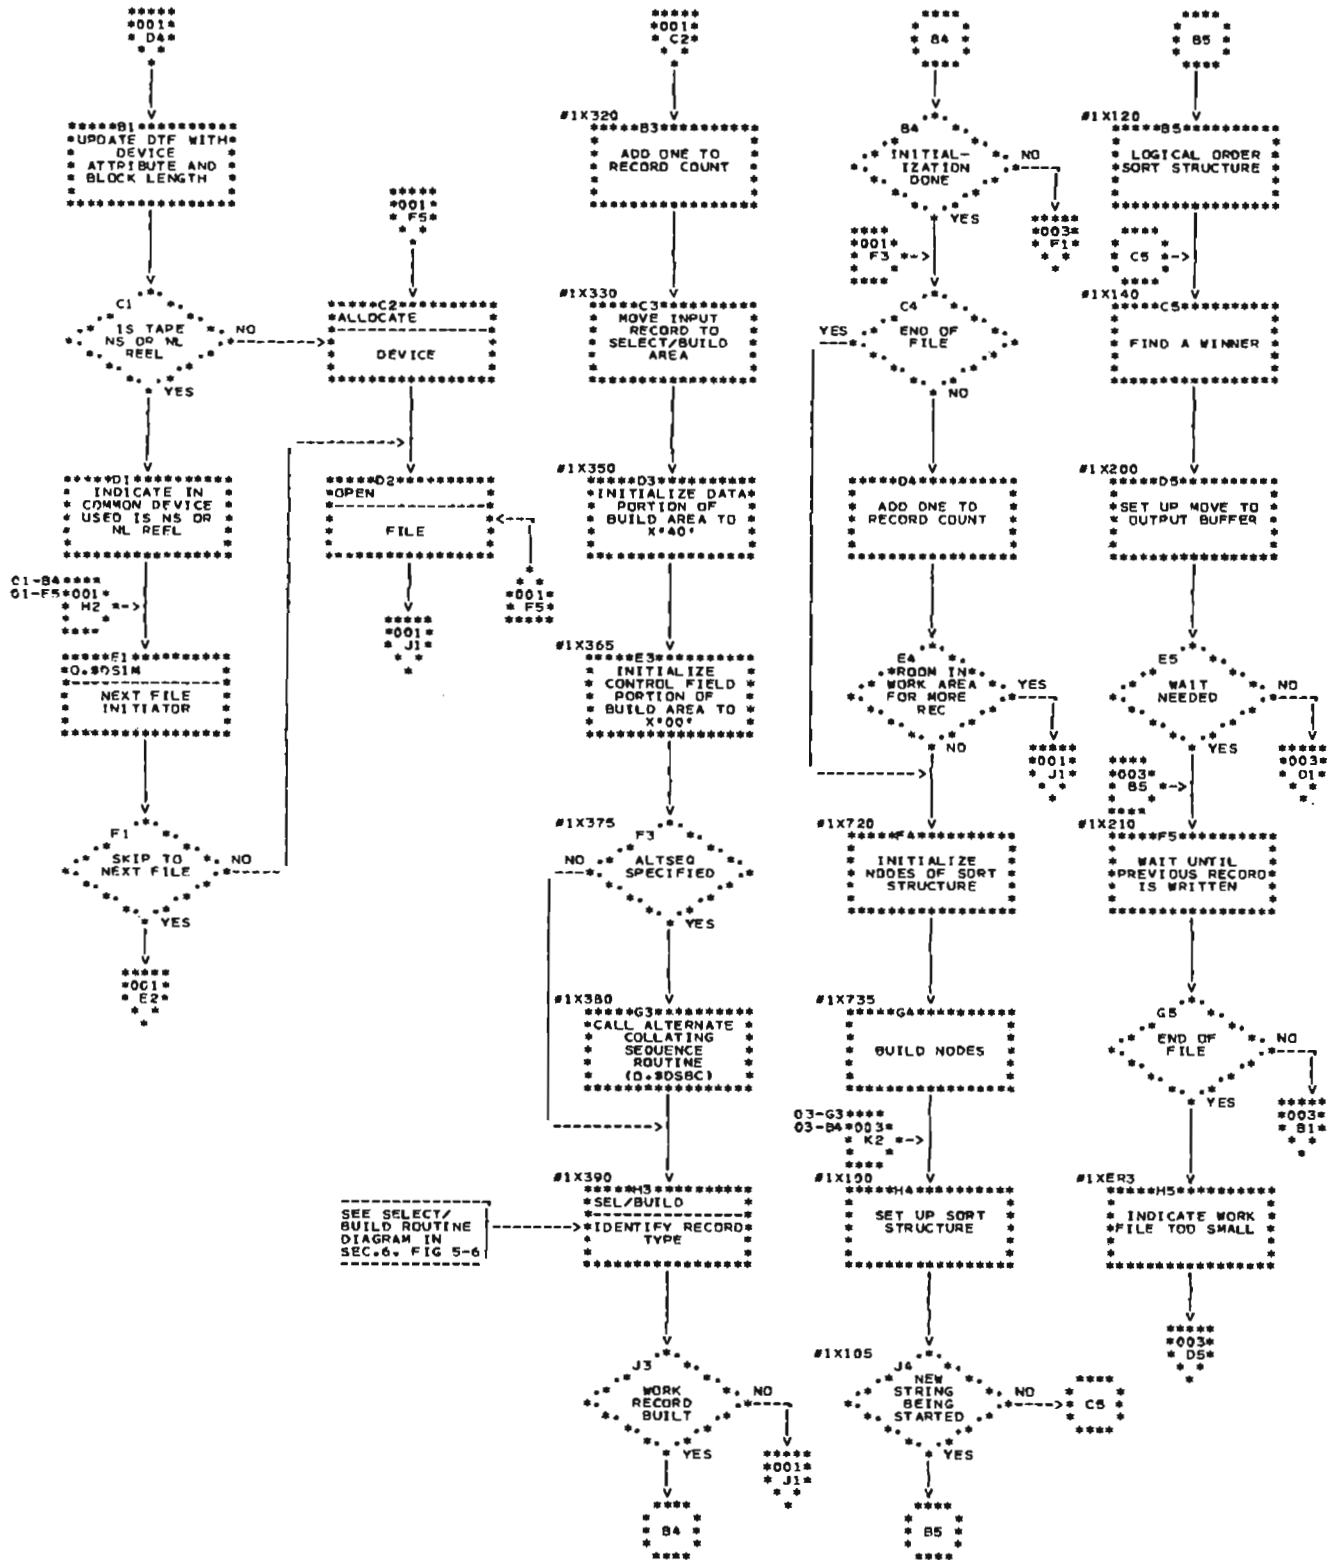 *001*
D4*
B1
UPDATE DTF WITH
DEVICE
ATTRIBUTE AND
BLOCK LENGTH
C1
IS TAPE
NS OR NL
REEL
NO
YES
D1
INDICATE IN
COMMON DEVICE
USED IS NS OR
NL REEL
01-B4
01-F5*001
H2 *->
E1
NEXT FILE
INITIATOR
F1
SKIP TO
NEXT FILE
NO
YES
*001*
E2*
*001*
F5*
C2
ALLOCATE
DEVICE
D2
OPEN
FILE
*001*
F5*
*001*
J1*
*001*
C2*
#1X320
B3
ADD ONE TO
RECORD COUNT
#1X330
C3
MOVE INPUT
RECORD TO
SELECT/BUILD
AREA
#1X350
D3
INITIALIZE DATA
PORTION OF
BUILD AREA TO
X'40'
#1X365
E3
INITIALIZE
CONTROL FIELD
PORTION OF
BUILD AREA TO
X'00'
#1X375
F3
ALTSEQ
SPECIFIED
NO
YES
#1X380
G3
CALL ALTERNATE
COLLATING
SEQUENCE
ROUTINE
#1X390
H3
SEL/BUILD
IDENTIFY RECORD
TYPE
SEE SELECT/
BUILD ROUTINE
DIAGRAM IN
SEC.6. FIG 5-6
J3
WORK
RECORD
BUILT
NO
YES
*001*
J1*
B4
B4
B4
INITIAL-
IZATION
DONE
NO
YES
*003*
F1*
*001*
F3 *->
C4
END OF
FILE
YES
NO
D4
ADD ONE TO
RECORD COUNT
E4
*ROOM IN
WORK AREA
FOR MORE
REC
YES
NO
*001*
J1*
#1X720
F4
INITIALIZE
NODES OF SORT
STRUCTURE
#1X735
G4
BUILD NODES
03-G3
03-B4*003
K2 *->
#1X100
H4
SET UP SORT
STRUCTURE
#1X105
J4
NEW
STRING
BEING
STARTED
NO
YES
C5
B5
B5
#1X120
B5
LOGICAL ORDER
SORT STRUCTURE
C5 *->
#1X140
C5
FIND A WINNER
#1X200
D5
SET UP MOVE TO
OUTPUT BUFFER
E5
WAIT
NEEDED
NO
YES
*003*
D1*
*003*
B5 *->
#1X210
F5
WAIT UNTIL
PREVIOUS RECORD
IS WRITTEN
G5
END OF
FILE
NO
YES
*003*
B1*
#1XER3
H5
INDICATE WORK
FILE TOO SMALL
*003*
D5*